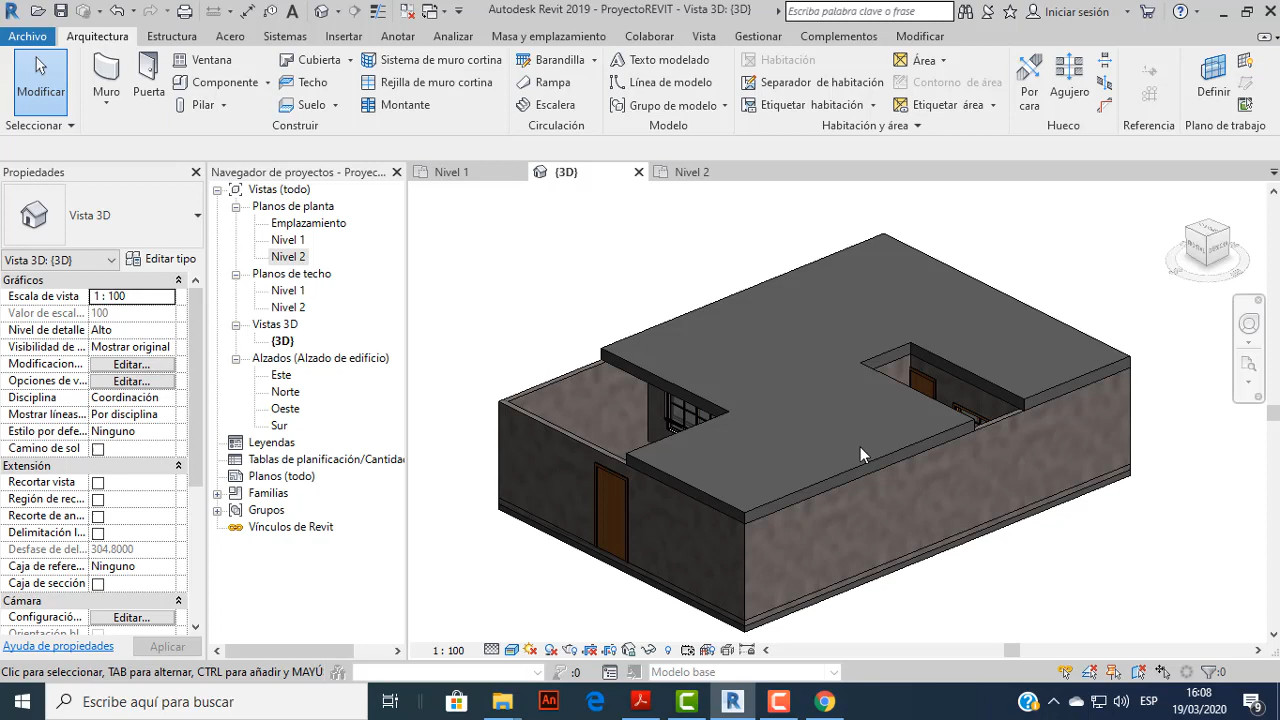 Autodesk Revit 2019 - ProyectoREVIT - Vista 3D: {3D}
Escriba palabra clave o frase
Iniciar sesión
Archivo Arquitectura Estructura Acero Sistemas Insertar Anotar Analizar Masa y emplazamiento Colaborar Vista Gestionar Complementos Modificar
Modificar
Muro
Puerta
Ventana
Componente
Pilar
Cubierta
Techo
Suelo
Sistema de muro cortina
Rejilla de muro cortina
Montante
Barandilla
Rampa
Escalera
Texto modelado
Línea de modelo
Grupo de modelo
Habitación
Separador de habitación
Etiquetar habitación
Área
Contorno de área
Etiquetar área
Por cara
Agujero
Definir
Seleccionar Construir Circulación Modelo Habitación y área Hueco Referencia Plano de trabajo
Propiedades
Vista 3D
Vista 3D: {3D} Editar tipo
Gráficos
Escala de vista 1 : 100
Valor de escal... 100
Nivel de detalle Alto
Visibilidad de ... Mostrar original
Modificacion... Editar...
Opciones de v... Editar...
Disciplina Coordinación
Mostrar líneas... Por disciplina
Estilo por defe... Ninguno
Camino de sol
Extensión
Recortar vista
Región de rec...
Recorte de an...
Delimitación l...
Desfase de del... 304.8000
Caja de refere... Ninguno
Caja de sección
Cámara
Configuració... Editar...
Ayuda de propiedades Aplicar
Navegador de proyectos - Proyec...
Vistas (todo)
Planos de planta
Emplazamiento
Nivel 1
Nivel 2
Planos de techo
Nivel 1
Nivel 2
Vistas 3D
{3D}
Alzados (Alzado de edificio)
Este
Norte
Oeste
Sur
Leyendas
Tablas de planificación/Cantida
Planos (todo)
Familias
Grupos
Vínculos de Revit
Nivel 1 {3D} Nivel 2
1 : 100
Clic para seleccionar, TAB para alternar, CTRL para añadir y MAYÚ
:0
Modelo base
:0
Escribe aquí para buscar
An
R
ESP
16:08
19/03/2020
9